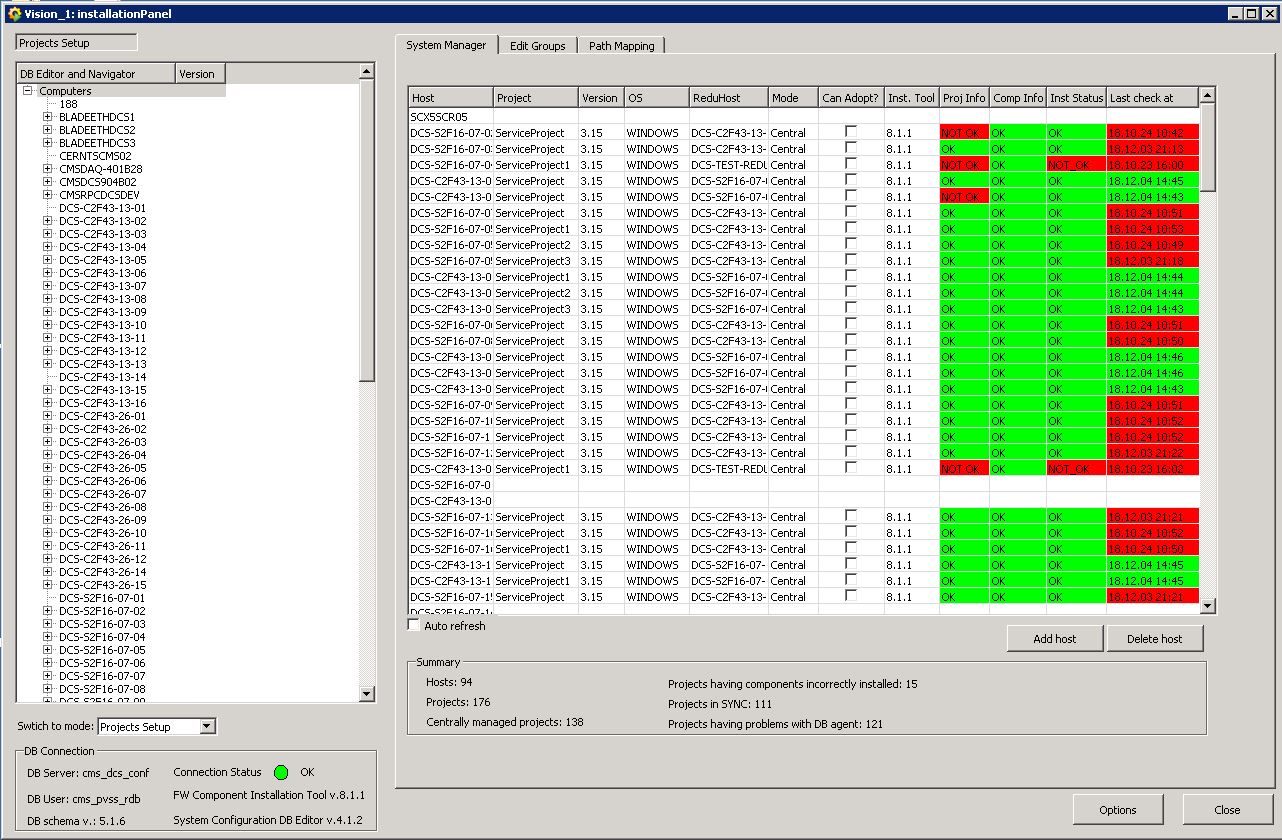 Vision_1: installationPanel
Projects Setup
DB Editor and Navigator Version
Computers
188
BLADEETHDCS1
BLADEETHDCS2
BLADEETHDCS3
CERNTSCMS02
CMSDAQ-401B28
CMSDCS904B02
CMSRPCDCSDEV
DCS-C2F43-13-01
DCS-C2F43-13-02
DCS-C2F43-13-03
DCS-C2F43-13-04
DCS-C2F43-13-05
DCS-C2F43-13-06
DCS-C2F43-13-07
DCS-C2F43-13-08
DCS-C2F43-13-09
DCS-C2F43-13-10
DCS-C2F43-13-11
DCS-C2F43-13-12
DCS-C2F43-13-13
DCS-C2F43-13-14
DCS-C2F43-13-15
DCS-C2F43-13-16
DCS-C2F43-26-01
DCS-C2F43-26-02
DCS-C2F43-26-03
DCS-C2F43-26-04
DCS-C2F43-26-05
DCS-C2F43-26-06
DCS-C2F43-26-07
DCS-C2F43-26-08
DCS-C2F43-26-09
DCS-C2F43-26-10
DCS-C2F43-26-11
DCS-C2F43-26-12
DCS-C2F43-26-14
DCS-C2F43-26-15
DCS-S2F16-07-01
DCS-S2F16-07-02
DCS-S2F16-07-03
DCS-S2F16-07-04
DCS-S2F16-07-05
DCS-S2F16-07-06
DCS-S2F16-07-07
DCS-S2F16-07-08
DCS-S2F16-07-09
Swtich to mode: Projects Setup
DB Connection
DB Server: cms_dcs_conf Connection Status OK
DB User: cms_pvss_rdb FW Component Installation Tool v.8.1.1
DB schema v.: 5.1.6 System Configuration DB Editor v.4.1.2
System Manager Edit Groups Path Mapping
Host Project Version OS ReduHost Mode Can Adopt? Inst. Tool Proj Info Comp Info Inst Status Last check at
SCX5SCR05
DCS-S2F16-07-0 ServiceProject 3.15 WINDOWS DCS-C2F43-13- Central 8.1.1 NOT OK OK OK 18.10.24 10:42
DCS-S2F16-07-0 ServiceProject 3.15 WINDOWS DCS-C2F43-13- Central 8.1.1 OK OK OK 18.12.03 21:13
DCS-S2F16-07-0 ServiceProject1 3.15 WINDOWS DCS-TEST-REDU Central 8.1.1 NOT OK OK NOT_OK 18.10.23 16:00
DCS-C2F43-13-0 ServiceProject 3.15 WINDOWS DCS-S2F16-07-0 Central 8.1.1 OK OK OK 18.12.04 14:45
DCS-C2F43-13-0 ServiceProject 3.15 WINDOWS DCS-S2F16-07-0 Central 8.1.1 NOT OK OK OK 18.12.04 14:43
DCS-S2F16-07-0 ServiceProject 3.15 WINDOWS DCS-C2F43-13- Central 8.1.1 OK OK OK 18.10.24 10:51
DCS-S2F16-07-0 ServiceProject1 3.15 WINDOWS DCS-C2F43-13- Central 8.1.1 OK OK OK 18.10.24 10:53
DCS-S2F16-07-0 ServiceProject2 3.15 WINDOWS DCS-C2F43-13- Central 8.1.1 OK OK OK 18.10.24 10:49
DCS-S2F16-07-0 ServiceProject3 3.15 WINDOWS DCS-C2F43-13- Central 8.1.1 OK OK OK 18.12.03 21:18
DCS-C2F43-13-0 ServiceProject1 3.15 WINDOWS DCS-S2F16-07-0 Central 8.1.1 OK OK OK 18.12.04 14:44
DCS-C2F43-13-0 ServiceProject2 3.15 WINDOWS DCS-S2F16-07-0 Central 8.1.1 OK OK OK 18.12.04 14:44
DCS-C2F43-13-0 ServiceProject3 3.15 WINDOWS DCS-S2F16-07-0 Central 8.1.1 OK OK OK 18.12.04 14:43
DCS-S2F16-07-0 ServiceProject 3.15 WINDOWS DCS-C2F43-13- Central 8.1.1 OK OK OK 18.10.24 10:51
DCS-S2F16-07-0 ServiceProject 3.15 WINDOWS DCS-C2F43-13- Central 8.1.1 OK OK OK 18.10.24 10:50
DCS-C2F43-13-0 ServiceProject 3.15 WINDOWS DCS-S2F16-07-0 Central 8.1.1 OK OK OK 18.12.04 14:46
DCS-C2F43-13-0 ServiceProject 3.15 WINDOWS DCS-S2F16-07-0 Central 8.1.1 OK OK OK 18.12.04 14:46
DCS-C2F43-13-0 ServiceProject 3.15 WINDOWS DCS-S2F16-07-0 Central 8.1.1 OK OK OK 18.12.04 14:43
DCS-S2F16-07-0 ServiceProject 3.15 WINDOWS DCS-C2F43-13- Central 8.1.1 OK OK OK 18.10.24 10:51
DCS-S2F16-07-0 ServiceProject 3.15 WINDOWS DCS-C2F43-13- Central 8.1.1 OK OK OK 18.10.24 10:52
DCS-S2F16-07-1 ServiceProject 3.15 WINDOWS DCS-C2F43-13- Central 8.1.1 OK OK OK 18.10.24 10:52
DCS-S2F16-07-1 ServiceProject 3.15 WINDOWS DCS-C2F43-13- Central 8.1.1 OK OK OK 18.12.03 21:22
DCS-C2F43-13-0 ServiceProject1 3.15 WINDOWS DCS-TEST-REDU Central 8.1.1 NOT OK OK NOT_OK 18.10.23 16:02
DCS-S2F16-07-0
DCS-C2F43-13-0
DCS-S2F16-07-1 ServiceProject 3.15 WINDOWS DCS-C2F43-13- Central 8.1.1 OK OK OK 18.12.03 21:21
DCS-S2F16-07-1 ServiceProject 3.15 WINDOWS DCS-C2F43-13- Central 8.1.1 OK OK OK 18.10.24 10:52
DCS-S2F16-07-1 ServiceProject1 3.15 WINDOWS DCS-C2F43-13- Central 8.1.1 OK OK OK 18.10.24 10:50
DCS-C2F43-13-1 ServiceProject 3.15 WINDOWS DCS-S2F16-07- Central 8.1.1 OK OK OK 18.12.04 14:45
DCS-C2F43-13-1 ServiceProject1 3.15 WINDOWS DCS-S2F16-07- Central 8.1.1 OK OK OK 18.12.04 14:45
DCS-S2F16-07-1 ServiceProject 3.15 WINDOWS DCS-C2F43-13- Central 8.1.1 OK OK OK 18.12.03 21:21
DCS-S2F16-07-1
Auto refresh
Add host Delete host
Summary
Hosts: 94 Projects having components incorrectly installed: 15
Projects: 176 Projects in SYNC: 111
Centrally managed projects: 138 Projects having problems with DB agent: 121
Options Close